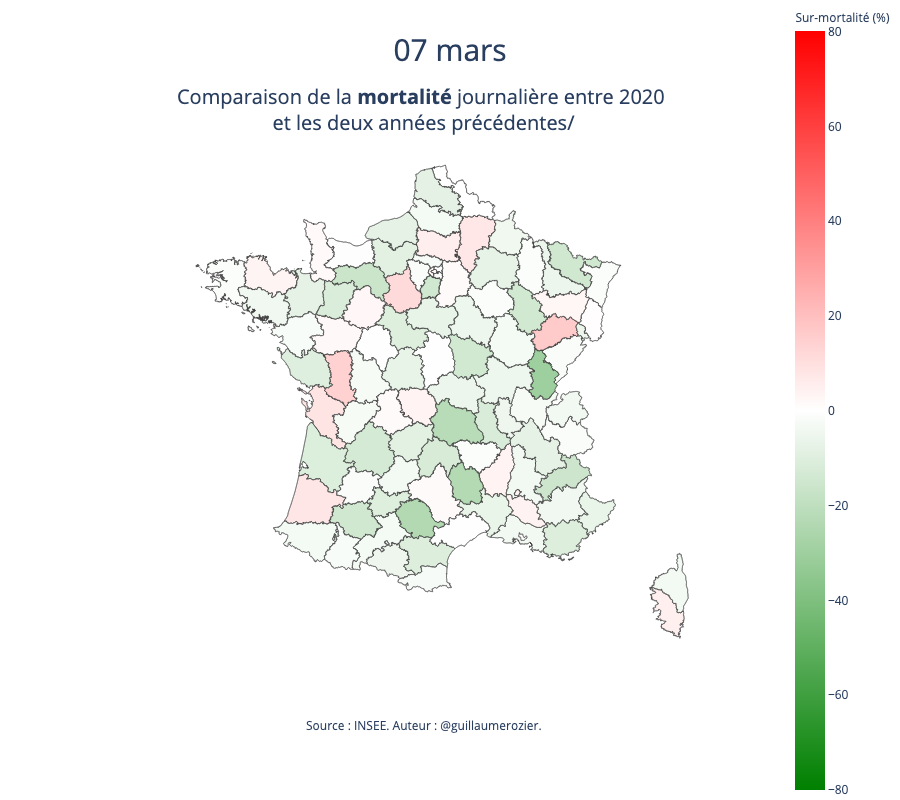 Sur-mortalité (%)
07 mars
Comparaison de la mortalité journalière entre 2020
et les deux années précédentes/
80
60
40
20
0
−20
−40
−60
−80
Source : INSEE. Auteur : @guillaumerozier.